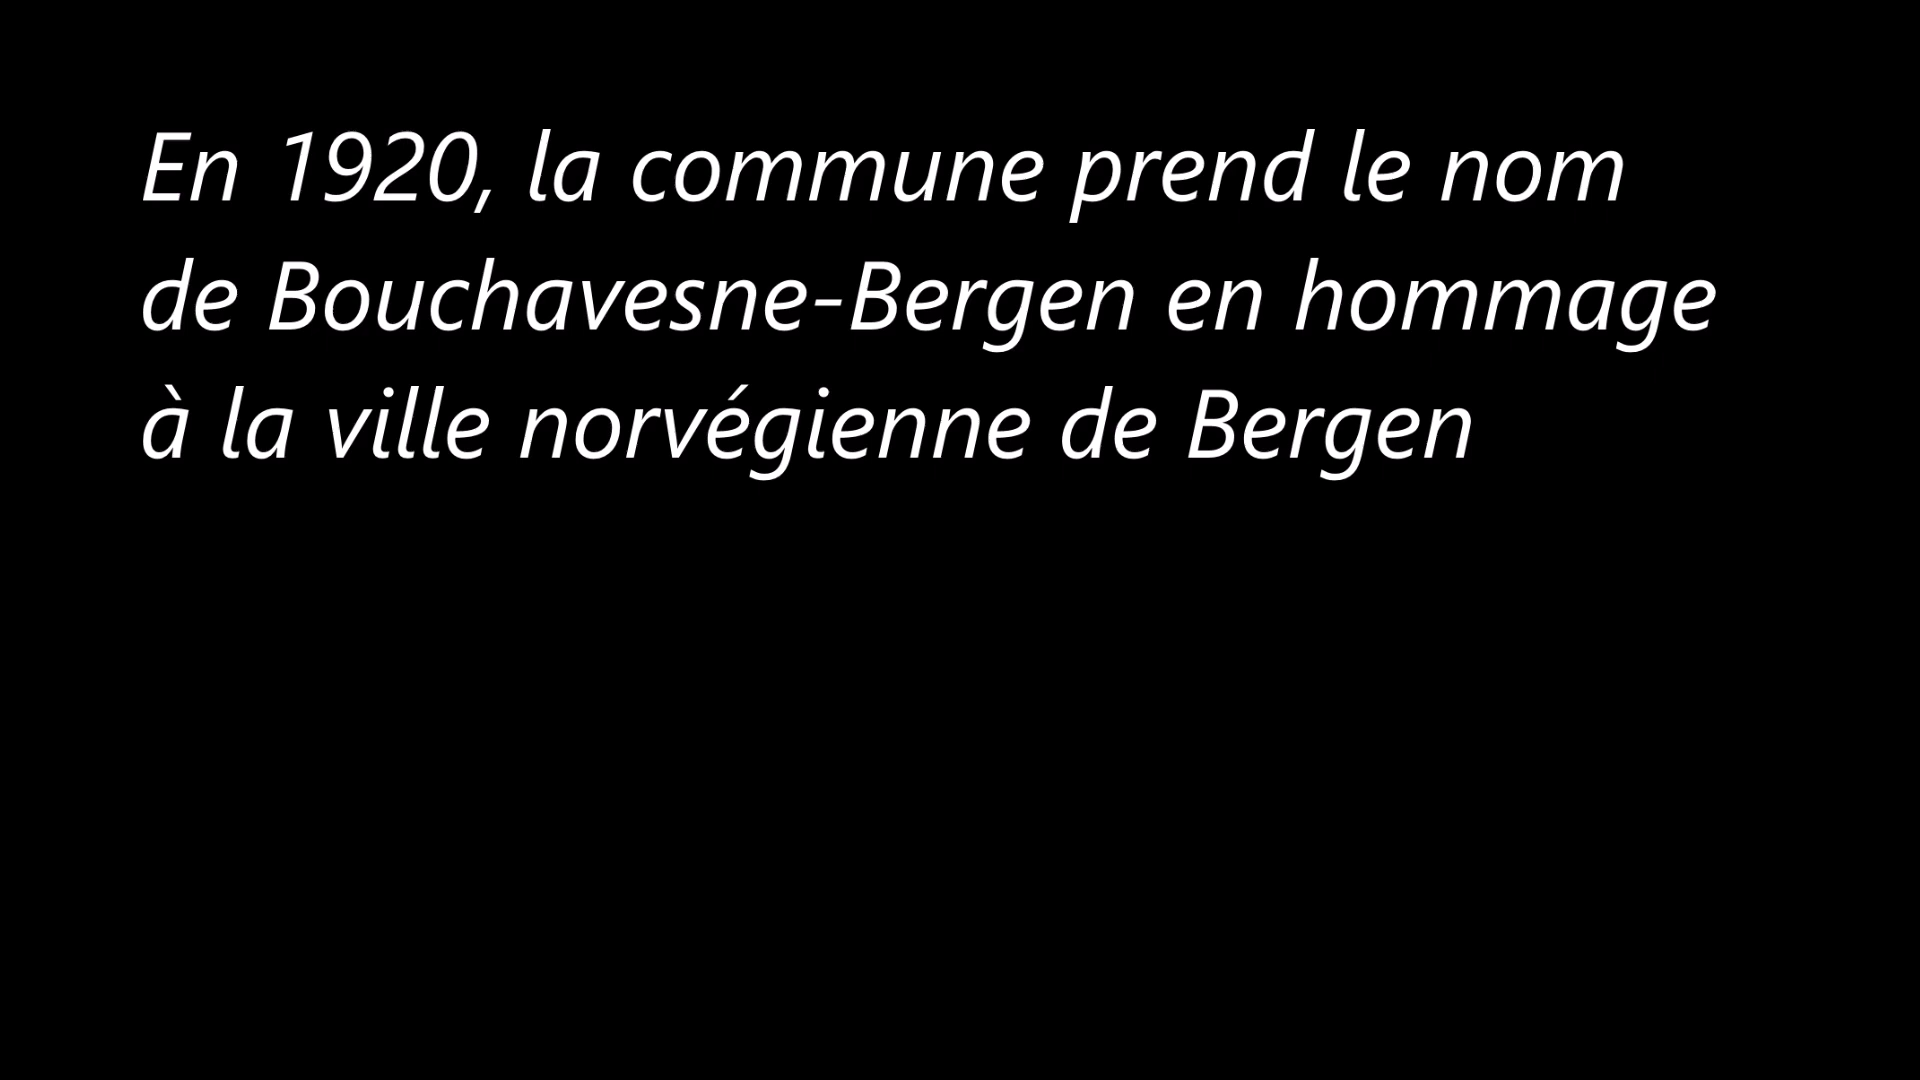 En 1920, la commune prend le nom
de Bouchavesne-Bergen en hommage
à la ville norvégienne de Bergen